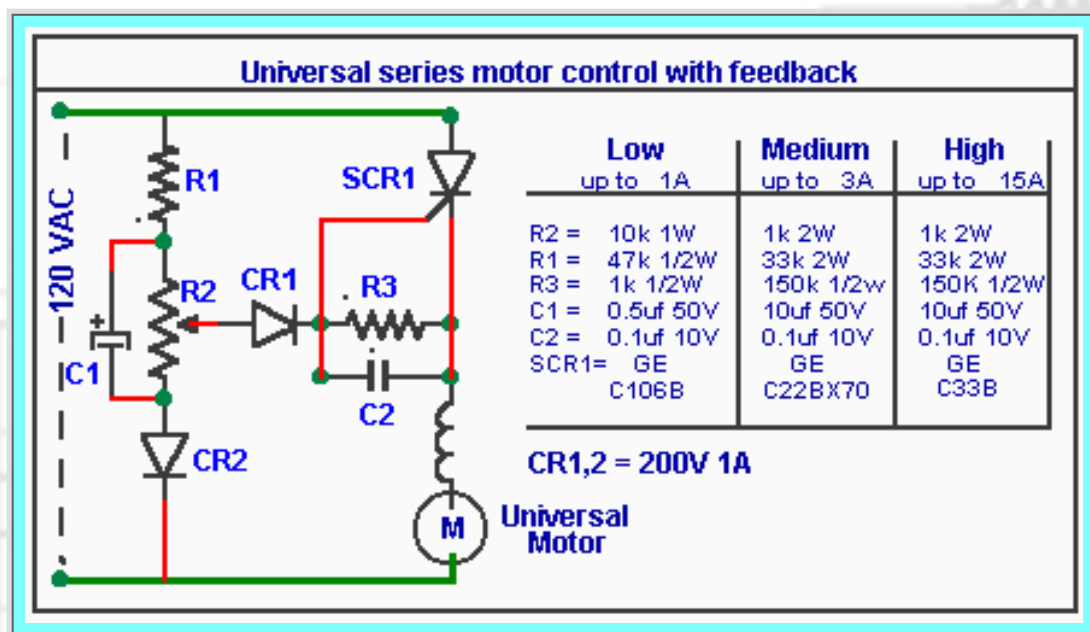 Universal series motor control with feedback
120 VAC
R1
SCR1
R2
CR1
R3
C1
C2
CR2
M
Universal
Motor
Low Medium High
up to 1A up to 3A up to 15A
R2 = 10k 1W 1k 2W 1k 2W
R1 = 47k 1/2W 33k 2W 33k 2W
R3 = 1k 1/2W 150k 1/2w 150K 1/2W
C1 = 0.5uf 50V 10uf 50V 10uf 50V
C2 = 0.1uf 10V 0.1uf 10V 0.1uf 10V
SCR1= GE GE GE
C106B C22BX70 C33B
CR1,2 = 200V 1A